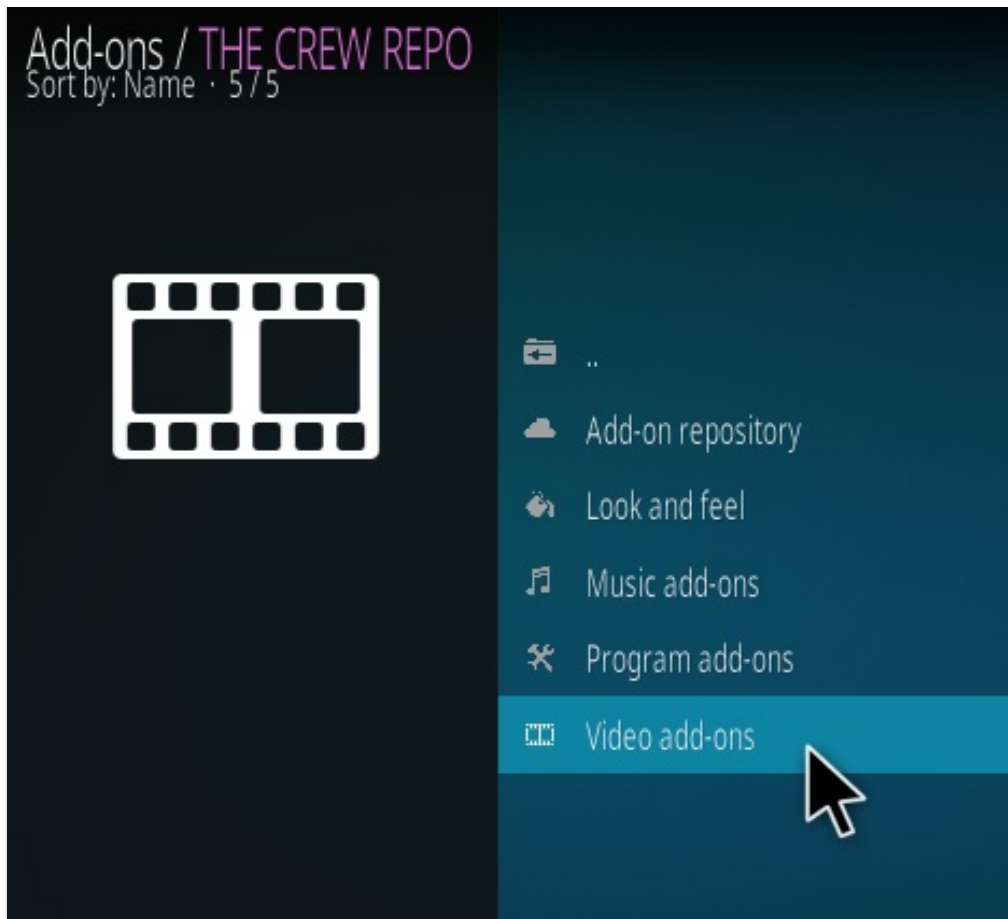 Add-ons / THE CREW REPO
Sort by: Name · 5 / 5
..
Add-on repository
Look and feel
Music add-ons
Program add-ons
Video add-ons